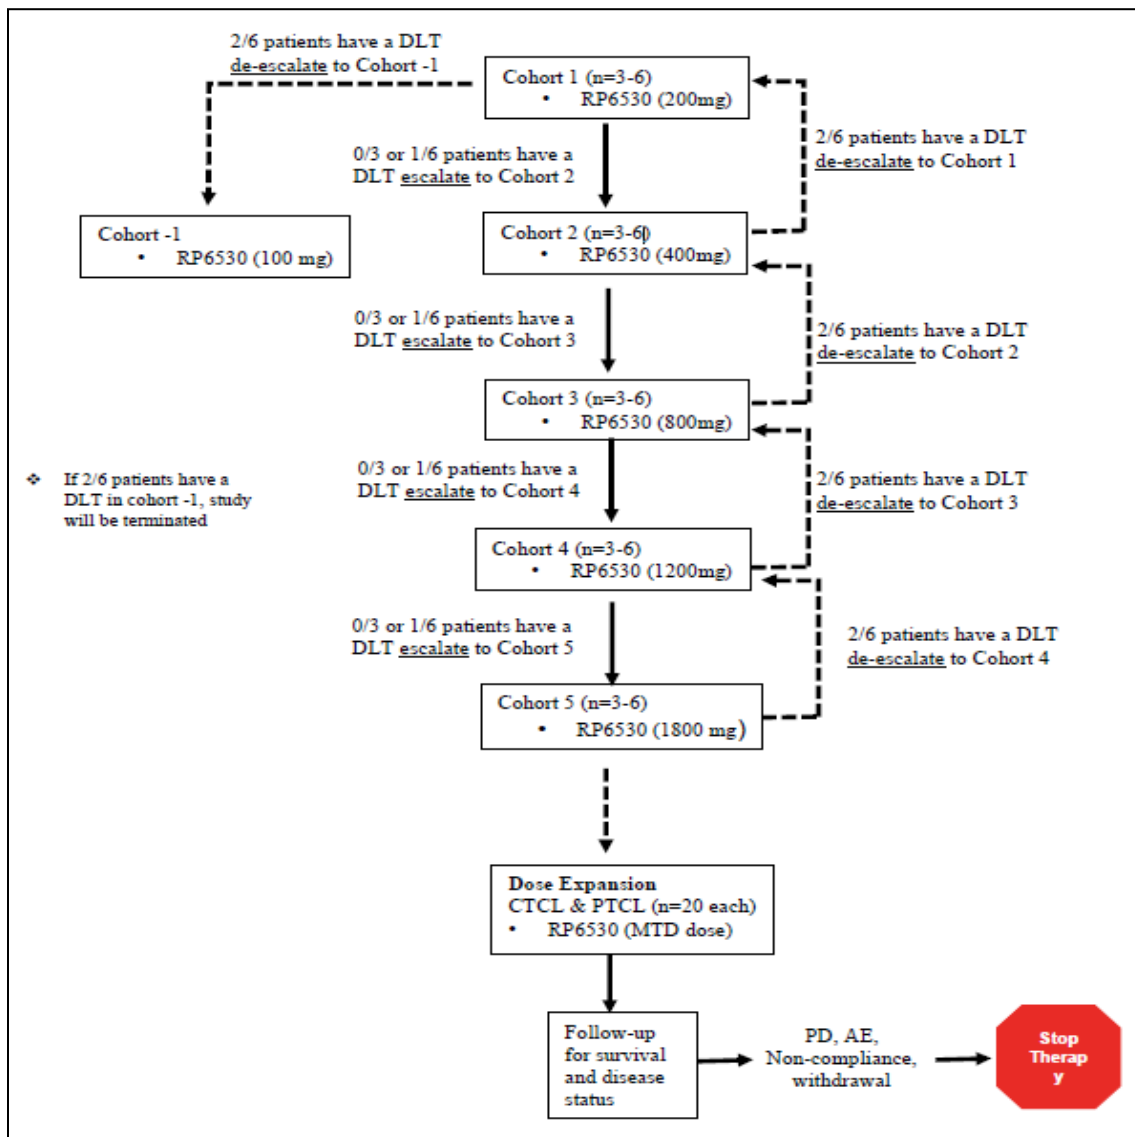 2/6 patients have a DLT
de-escalate to Cohort -1
Cohort 1 (n=3-6)
• RP6530 (200mg)
2/6 patients have a DLT
de-escalate to Cohort 1
0/3 or 1/6 patients have a
DLT escalate to Cohort 2
Cohort -1
• RP6530 (100 mg)
Cohort 2 (n=3-6)
• RP6530 (400mg)
0/3 or 1/6 patients have a
DLT escalate to Cohort 3
2/6 patients have a DLT
de-escalate to Cohort 2
Cohort 3 (n=3-6)
• RP6530 (800mg)
❖ If 2/6 patients have a
DLT in cohort -1, study
will be terminated
0/3 or 1/6 patients have a
DLT escalate to Cohort 4
2/6 patients have a DLT
de-escalate to Cohort 3
Cohort 4 (n=3-6)
• RP6530 (1200mg)
0/3 or 1/6 patients have a
DLT escalate to Cohort 5
2/6 patients have a DLT
de-escalate to Cohort 4
Cohort 5 (n=3-6)
• RP6530 (1800 mg)
Dose Expansion
CTCL & PTCL (n=20 each)
• RP6530 (MTD dose)
Follow-up
for survival
and disease
status
PD, AE,
Non-compliance,
withdrawal
Stop
Therap
y